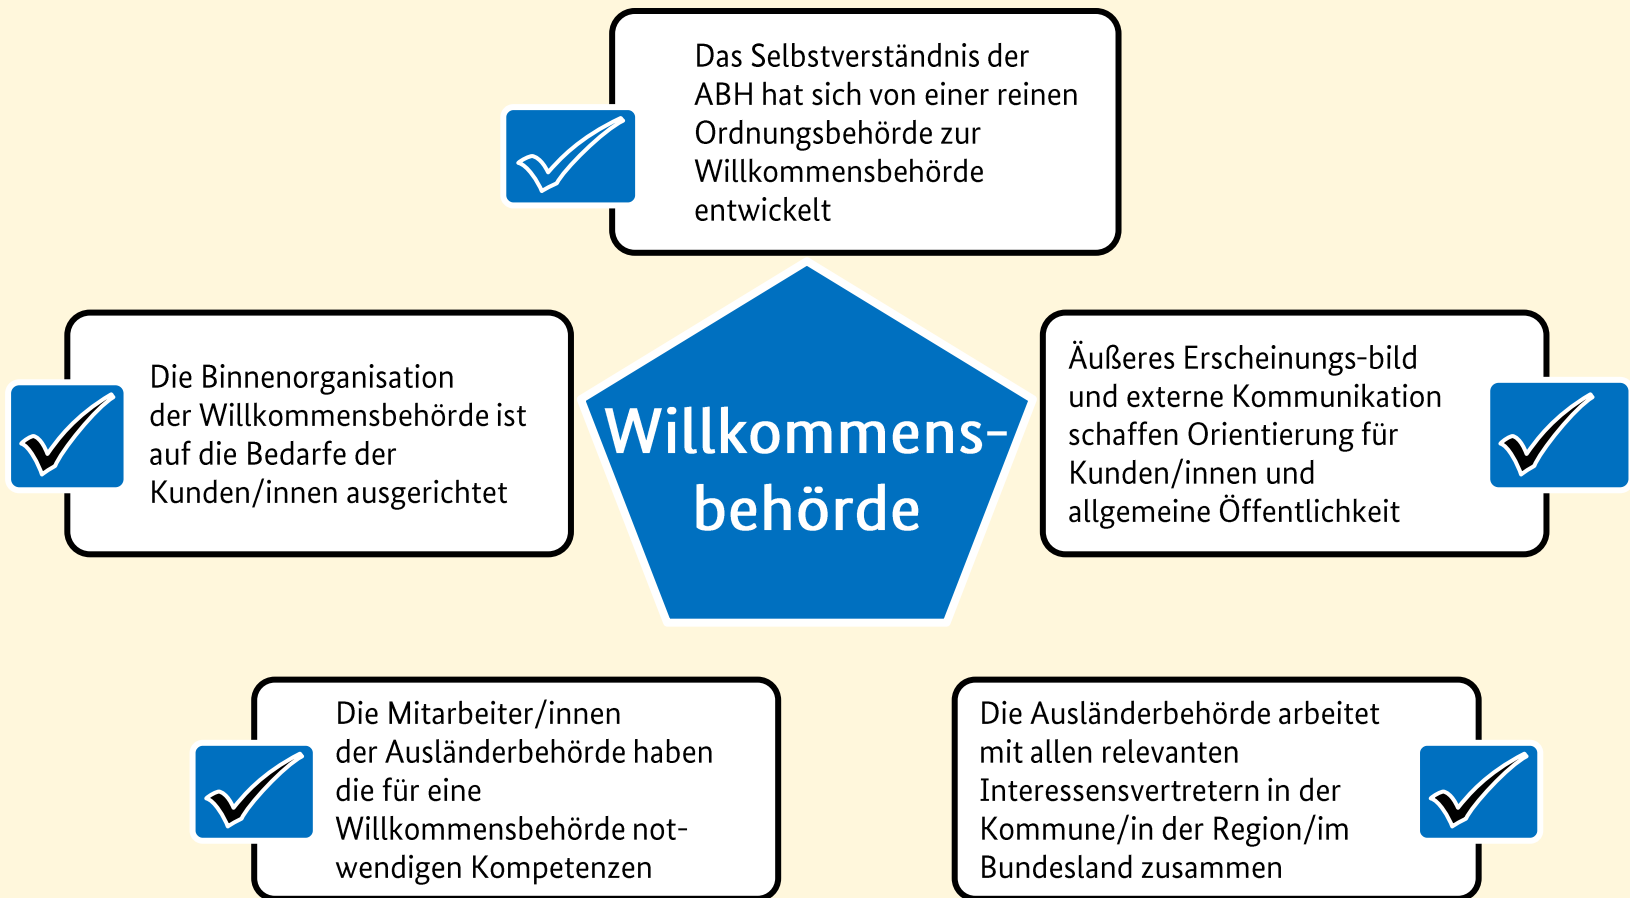 Das Selbstverständnis der
ABH hat sich von einer reinen
Ordnungsbehörde zur
Willkommensbehörde
entwickelt
Die Binnenorganisation
der Willkommensbehörde ist
auf die Bedarfe der
Kunden/innen ausgerichtet
Willkommens-
behörde
Äußeres Erscheinungs-bild
und externe Kommunikation
schaffen Orientierung für
Kunden/innen und
allgemeine Öffentlichkeit
Die Mitarbeiter/innen
der Ausländerbehörde haben
die für eine
Willkommensbehörde not-
wendigen Kompetenzen
Die Ausländerbehörde arbeitet
mit allen relevanten
Interessensvertretern in der
Kommune/in der Region/im
Bundesland zusammen